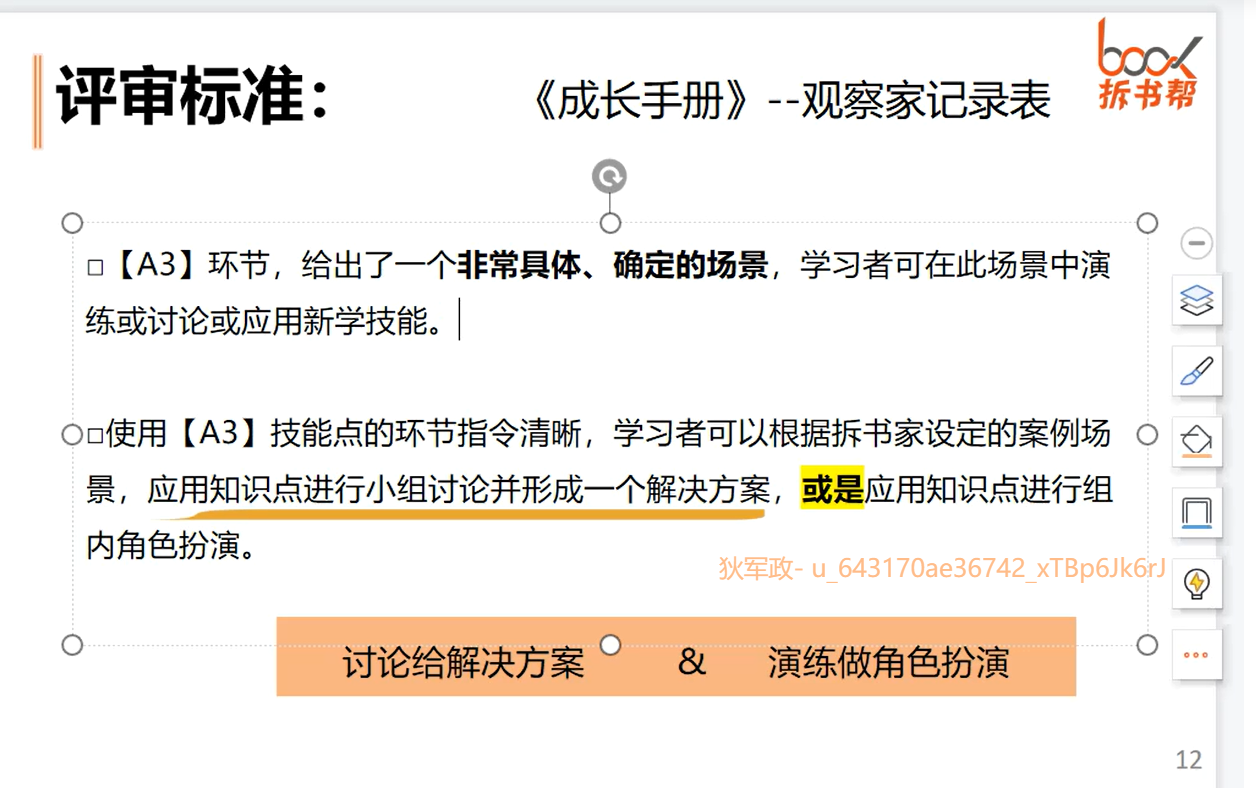 评审标准：
《成长手册》--观察家记录表
book
拆书帮
□【A3】环节，给出了一个非常具体、确定的场景，学习者可在此场景中演
练或讨论或应用新学技能。
□使用【A3】技能点的环节指令清晰，学习者可以根据拆书家设定的案例场
景，应用知识点进行小组讨论并形成一个解决方案，或是应用知识点进行组
内角色扮演。
狄军政- u_643170ae36742_xTBp6Jk6rJ
讨论给解决方案 & 演练做角色扮演
12